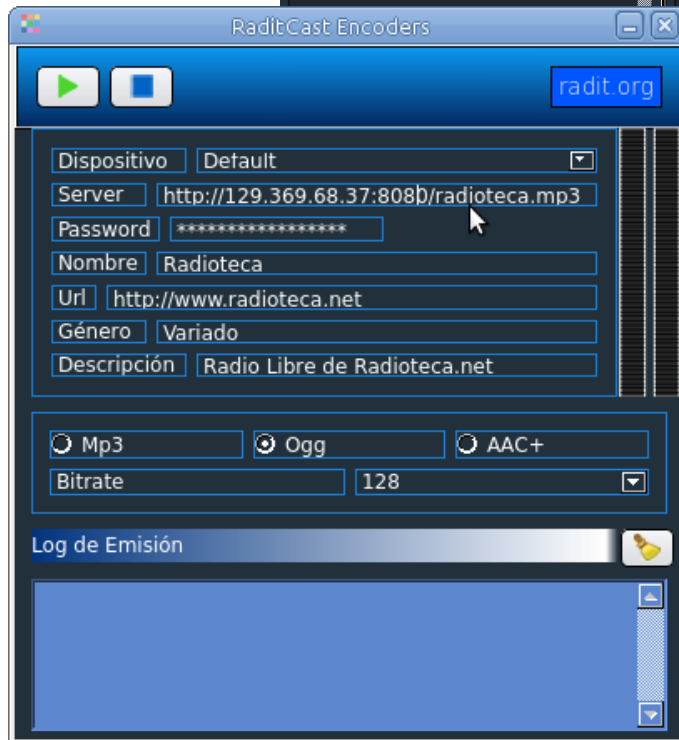 RaditCast Encoders
radit.org
Dispositivo Default
Server http://129.369.68.37:8080/radioteca.mp3
Password *****************
Nombre Radioteca
Url http://www.radioteca.net
Género Variado
Descripción Radio Libre de Radioteca.net
Mp3 Ogg AAC+
Bitrate 128
Log de Emisión